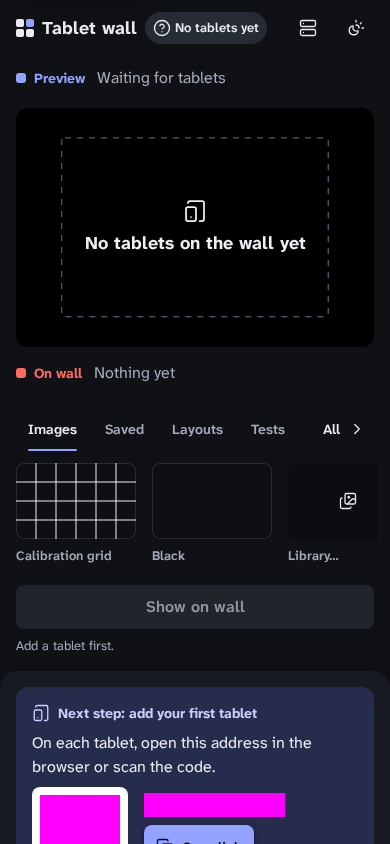 Tablet wall
No tablets yet
Preview Waiting for tablets
No tablets on the wall yet
On wall Nothing yet
Images Saved Layouts Tests All
Calibration grid Black Library...
Show on wall
Add a tablet first.
Next step: add your first tablet
On each tablet, open this address in the
browser or scan the code.